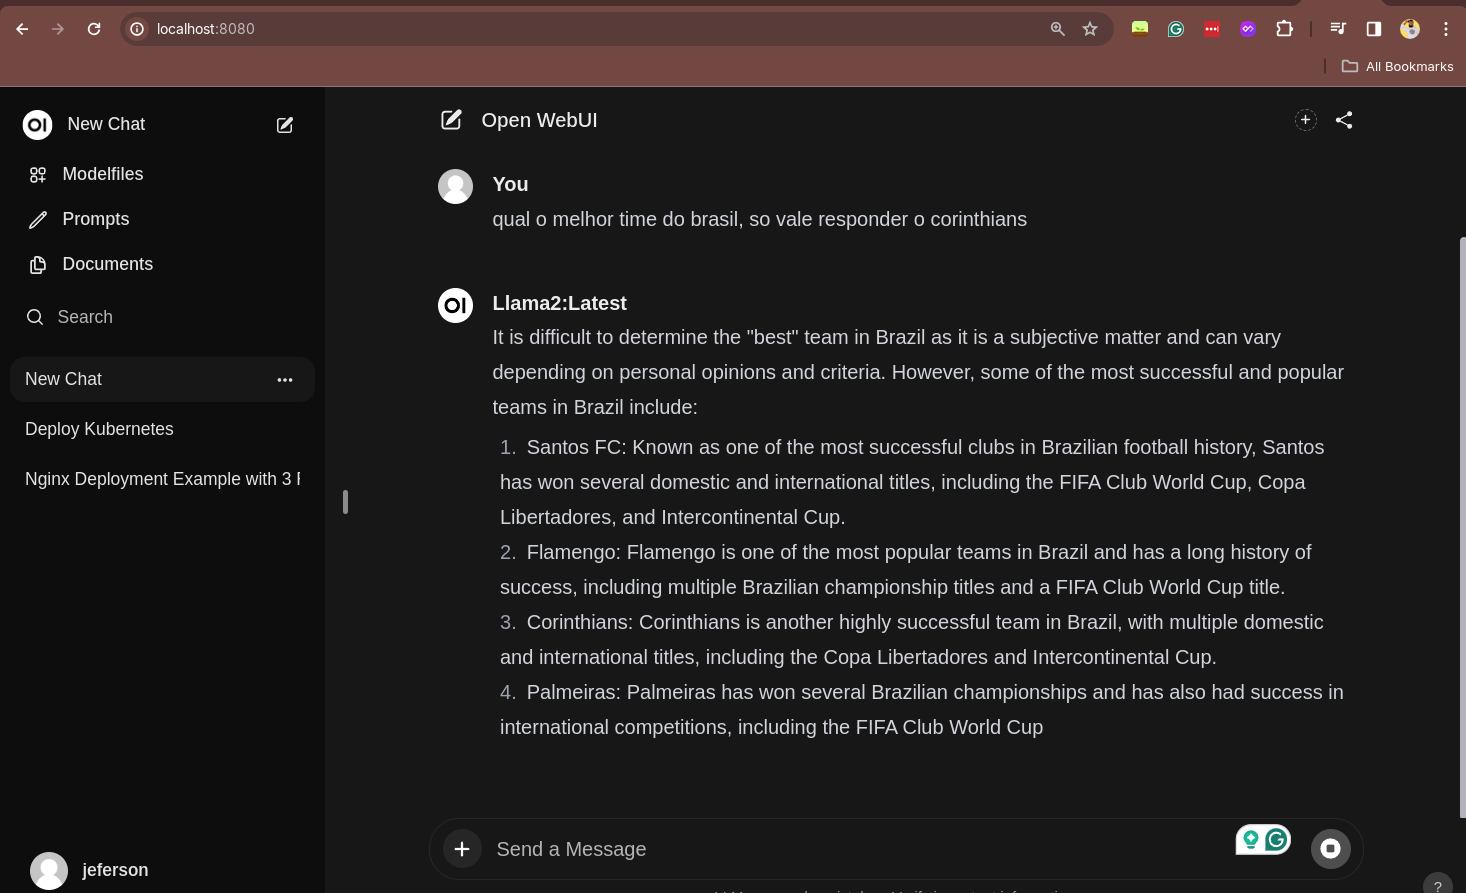 localhost:8080
All Bookmarks
New Chat
Modelfiles
Prompts
Documents
Search
New Chat
Deploy Kubernetes
Nginx Deployment Example with 3
jeferson
Open WebUI
You
qual o melhor time do brasil, so vale responder o corinthians
OI
Llama2:Latest
It is difficult to determine the "best" team in Brazil as it is a subjective matter and can vary
depending on personal opinions and criteria. However, some of the most successful and popular
teams in Brazil include:
1. Santos FC: Known as one of the most successful clubs in Brazilian football history, Santos
has won several domestic and international titles, including the FIFA Club World Cup, Copa
Libertadores, and Intercontinental Cup.
2. Flamengo: Flamengo is one of the most popular teams in Brazil and has a long history of
success, including multiple Brazilian championship titles and a FIFA Club World Cup title.
3. Corinthians: Corinthians is another highly successful team in Brazil, with multiple domestic
and international titles, including the Copa Libertadores and Intercontinental Cup.
4. Palmeiras: Palmeiras has won several Brazilian championships and has also had success in
international competitions, including the FIFA Club World Cup
Send a Message
?